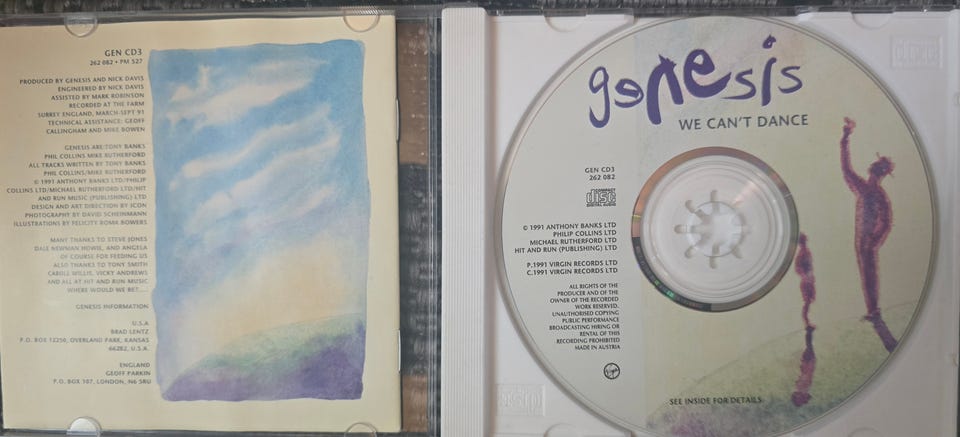 GEN CD3
262 082 • PM 527
PRODUCED BY GENESIS AND NICK DAVIS
ENGINEERED BY NICK DAVIS
ASSISTED BY MARK ROBINSON
RECORDED AT THE FARM
SURREY ENGLAND, MARCH-SEPT 91
TECHNICAL ASSISTANCE: GEOFF
CALLINGHAM AND MIKE BOWEN
GENESIS ARE:TONY BANKS
PHIL COLLINS MIKE RUTHERFORD
ALL TRACKS WRITTEN BY TONY BANKS
PHIL COLLINS/MIKE RUTHERFORD
© 1991 ANTHONY BANKS LTD/PHILIP
COLLINS LTD/MICHAEL RUTHERFORD LTD/HIT
AND RUN MUSIC (PUBLISHING) LTD
DESIGN AND ART DIRECTION BY ICON
PHOTOGRAPHY BY DAVID SCHEINMANN
ILLUSTRATIONS BY FELICITY ROMA BOWERS
MANY THANKS TO STEVE JONES
DALE NEWMAN HOWIE, AND ANGELA
OF COURSE FOR FEEDING US
ALSO THANKS TO TONY SMITH
CAROLE WILLIS, VICKY ANDREWS
AND ALL AT HIT AND RUN MUSIC
WHERE WOULD WE BE?....
GENESIS INFORMATION
U.S.A
BRAD LENTZ
P.O. BOX 12250, OVERLAND PARK, KANSAS
66282, U.S.A.
ENGLAND
GEOFF PARKIN
P.O. BOX 107, LONDON, N6 5RU
genesis
WE CAN'T DANCE
GEN CD3
262 082
COMPACT
disc
DIGITAL AUDIO
© 1991 ANTHONY BANKS LTD
PHILIP COLLINS LTD
MICHAEL RUTHERFORD LTD
HIT AND RUN (PUBLISHING) LTD
P.1991 VIRGIN RECORDS LTD
C.1991 VIRGIN RECORDS LTD
ALL RIGHTS OF THE
PRODUCER AND OF THE
OWNER OF THE RECORDED
WORK RESERVED.
UNAUTHORISED COPYING
PUBLIC PERFORMANCE
BROADCASTING HIRING OR
RENTAL OF THIS
RECORDING PROHIBITED
MADE IN AUSTRIA
Virgin
SEE INSIDE FOR DETAILS.